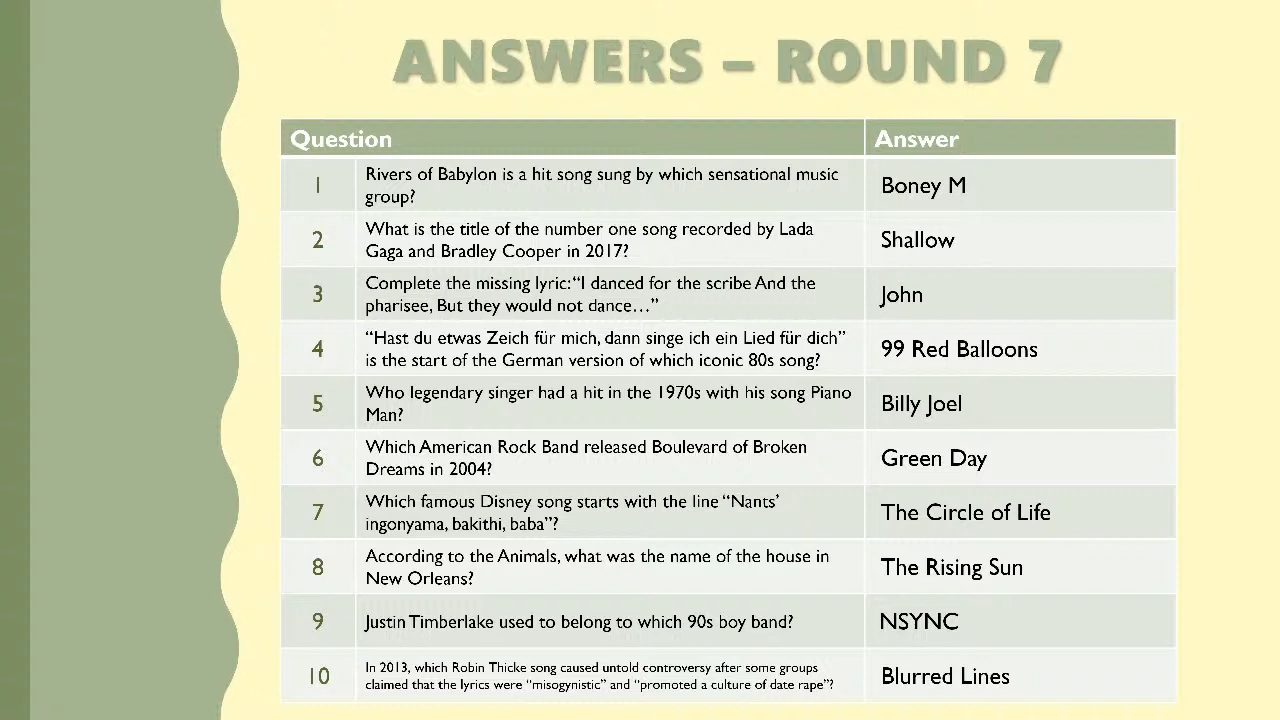 ANSWERS – ROUND 7
Question Answer
1 Rivers of Babylon is a hit song sung by which sensational music
group?
Boney M
2 What is the title of the number one song recorded by Lada
Gaga and Bradley Cooper in 2017?
Shallow
3 Complete the missing lyric: “I danced for the scribe And the
pharisee, But they would not dance…”
John
4 “Hast du etwas Zeich für mich, dann singe ich ein Lied für dich”
is the start of the German version of which iconic 80s song?
99 Red Balloons
5 Who legendary singer had a hit in the 1970s with his song Piano
Man?
Billy Joel
6 Which American Rock Band released Boulevard of Broken
Dreams in 2004?
Green Day
7 Which famous Disney song starts with the line “Nants’
ingonyama, bakithi, baba”?
The Circle of Life
8 According to the Animals, what was the name of the house in
New Orleans?
The Rising Sun
9 Justin Timberlake used to belong to which 90s boy band?
NSYNC
10 In 2013, which Robin Thicke song caused untold controversy after some groups
claimed that the lyrics were “misogynistic” and “promoted a culture of date rape”?
Blurred Lines